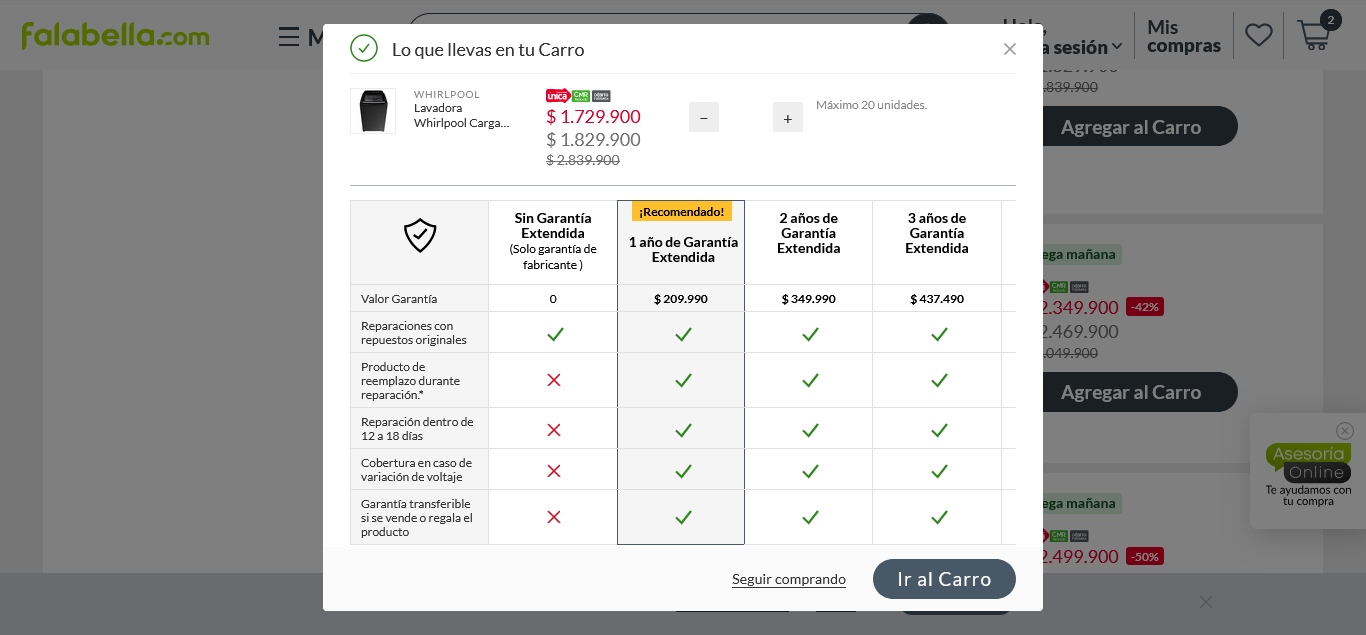 falabella.com
Mis
compras
sesión
2
Lo que llevas en tu Carro
WHIRLPOOL
Lavadora
Whirlpool Carga...
única
CMR
$ 1.729.900
$ 1.829.900
$ 2.839.900
−
+
Máximo 20 unidades.
Sin Garantía
Extendida
(Solo garantía de
fabricante )
¡Recomendado!
1 año de Garantía
Extendida
2 años de
Garantía
Extendida
3 años de
Garantía
Extendida
Valor Garantía
0
$ 209.990
$ 349.990
$ 437.490
Reparaciones con
repuestos originales
Producto de
reemplazo durante
reparación.*
Reparación dentro de
12 a 18 días
Cobertura en caso de
variación de voltaje
Garantía transferible
si se vende o regala el
producto
Seguir comprando
Ir al Carro
.839.900
Agregar al Carro
ega mañana
CMR
2.349.900 -42%
2.469.900
.049.900
Agregar al Carro
Asesoría
Online
Te ayudamos con
tu compra
ega mañana
CMR
2.499.900 -50%